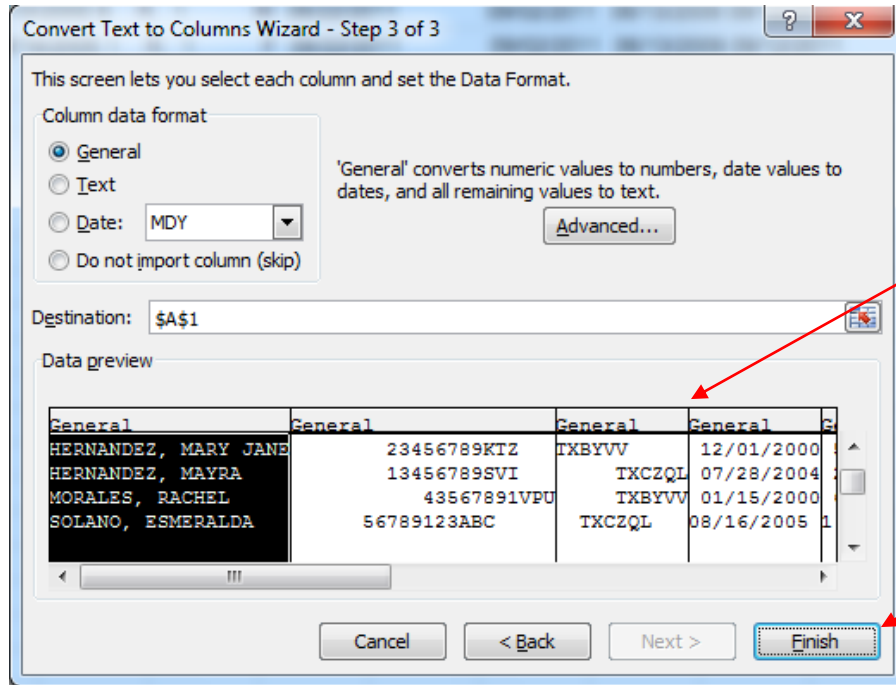 Convert Text to Columns Wizard - Step 3 of 3
This screen lets you select each column and set the Data Format.
Column data format
General
Text
Date: MDY
Do not import column (skip)
'General' converts numeric values to numbers, date values to
dates, and all remaining values to text.
Advanced...
Destination: $A$1
Data preview
General General General General
HERNANDEZ, MARY JANE 23456789KTZ TXBYVV 12/01/2000
HERNANDEZ, MAYRA 13456789SVI TXCZQL 07/28/2004
MORALES, RACHEL 43567891VPU TXBYVV 01/15/2000
SOLANO, ESMERALDA 56789123ABC TXCZQL 08/16/2005 1
Cancel < Back Next > Finish